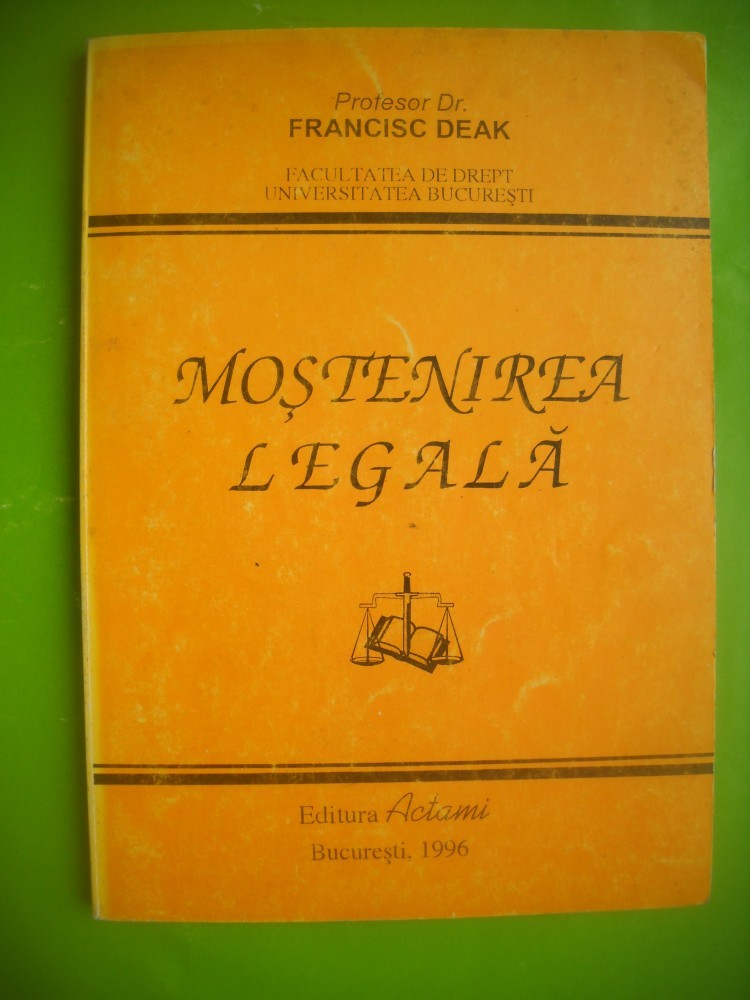 Profesor Dr.
FRANCISC DEAK
FACULTATEA DE DREPT
UNIVERSITATEA BUCUREŞTI
MOŞTENIREA
LEGALĂ
Editura Actami
Bucureşti, 1996